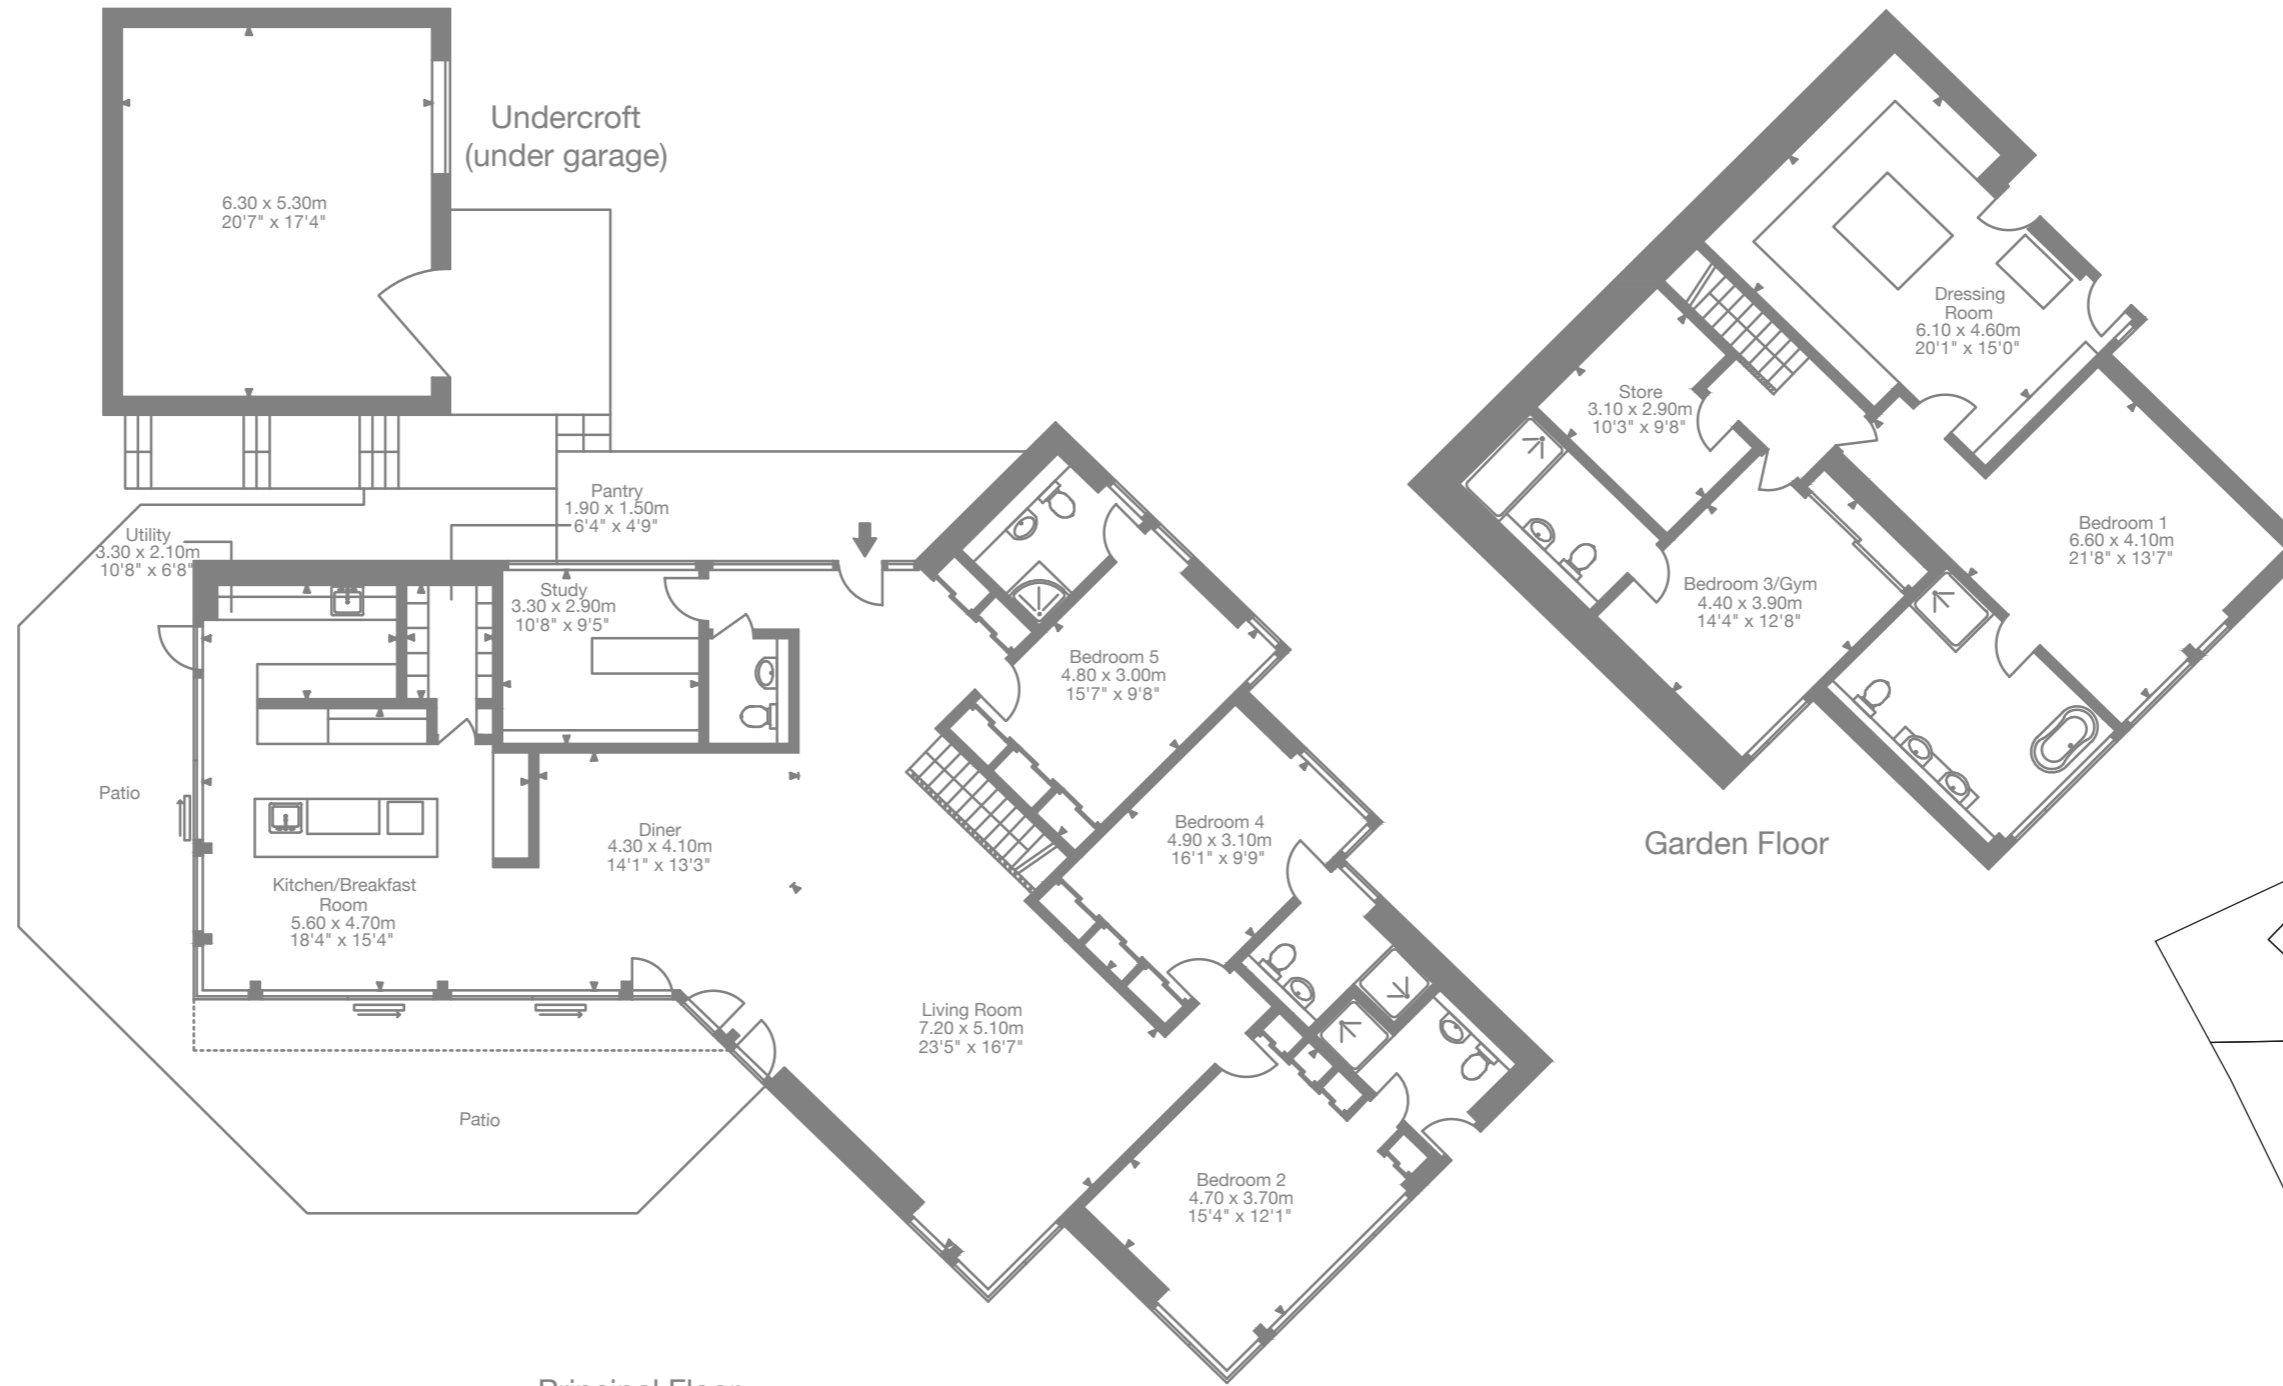 Undercroft
(under garage)
6.30 x 5.30m
20'7" x 17'4"
Pantry
1.90 x 1.50m
6'4" x 4'9"
Utility
3.30 x 2.10m
10'8" x 6'8"
Study
3.30 x 2.90m
10'8" x 9'5"
Patio
Diner
4.30 x 4.10m
14'1" x 13'3"
Kitchen/Breakfast
Room
5.60 x 4.70m
18'4" x 15'4"
Patio
Living Room
7.20 x 5.10m
23'5" x 16'7"
Bedroom 5
4.80 x 3.00m
15'7" x 9'8"
Bedroom 4
4.90 x 3.10m
16'1" x 9'9"
Bedroom 2
4.70 x 3.70m
15'4" x 12'1"
Principal Floor
Dressing
Room
6.10 x 4.60m
20'1" x 15'0"
Store
3.10 x 2.90m
10'3" x 9'8"
Bedroom 1
6.60 x 4.10m
21'8" x 13'7"
Bedroom 3/Gym
4.40 x 3.90m
14'4" x 12'8"
Garden Floor